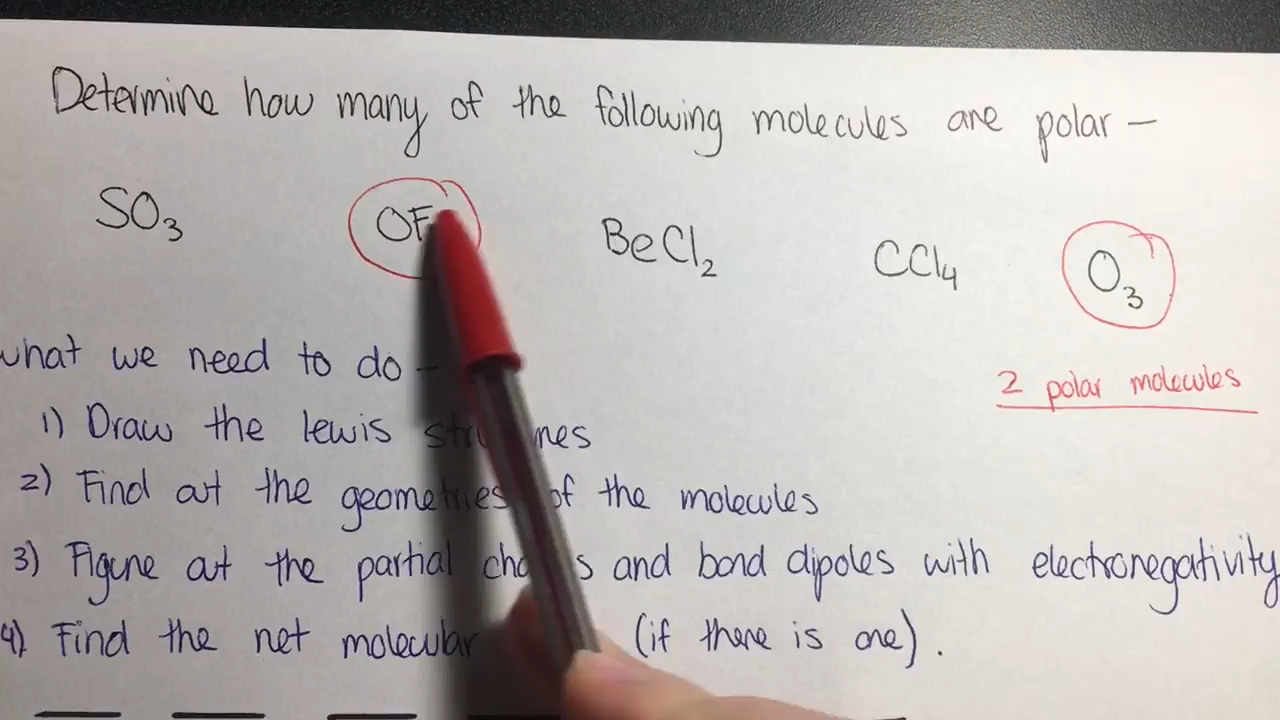 Determine how many of the following molecules are polar —
SO₃ OF BeCl₂ CCl₄ O₃
what we need to do -
2 polar molecules
1) Draw the lewis
2) Find out the geometries of the molecules
3) Figure out the partial and bond dipoles with electronegativity
4) Find the net molecular (if there is one).